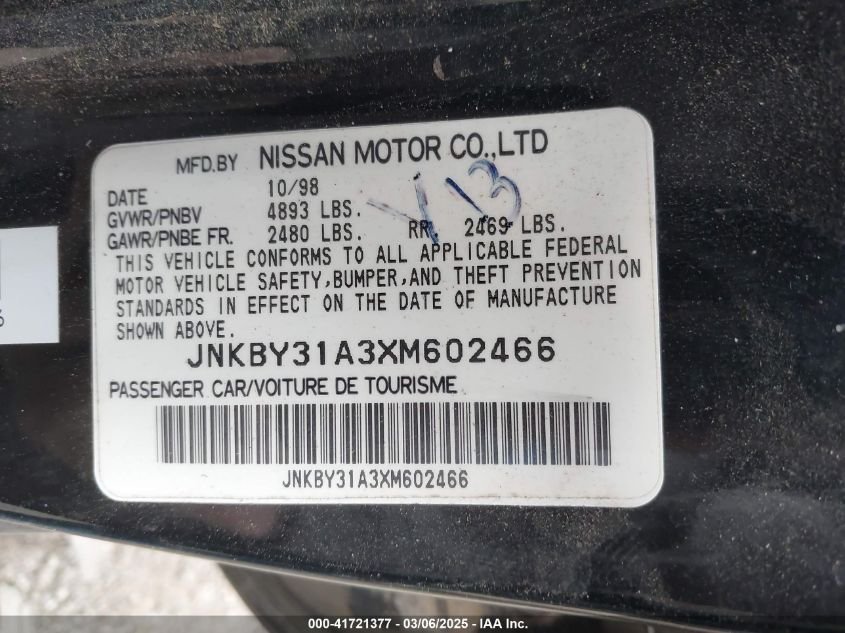 MFD.BY NISSAN MOTOR CO.,LTD
DATE 10/98
GVWR/PNBV 4893 LBS.
GAWR/PNBE FR. 2480 LBS. RR. 2469 LBS.
Y13
THIS VEHICLE CONFORMS TO ALL APPLICABLE FEDERAL
MOTOR VEHICLE SAFETY,BUMPER,AND THEFT PREVENTION
STANDARDS IN EFFECT ON THE DATE OF MANUFACTURE
SHOWN ABOVE.
JNKBY31A3XM602466
PASSENGER CAR/VOITURE DE TOURISME
JNKBY31A3XM602466
000-41721377 - 03/06/2025 - IAA Inc.